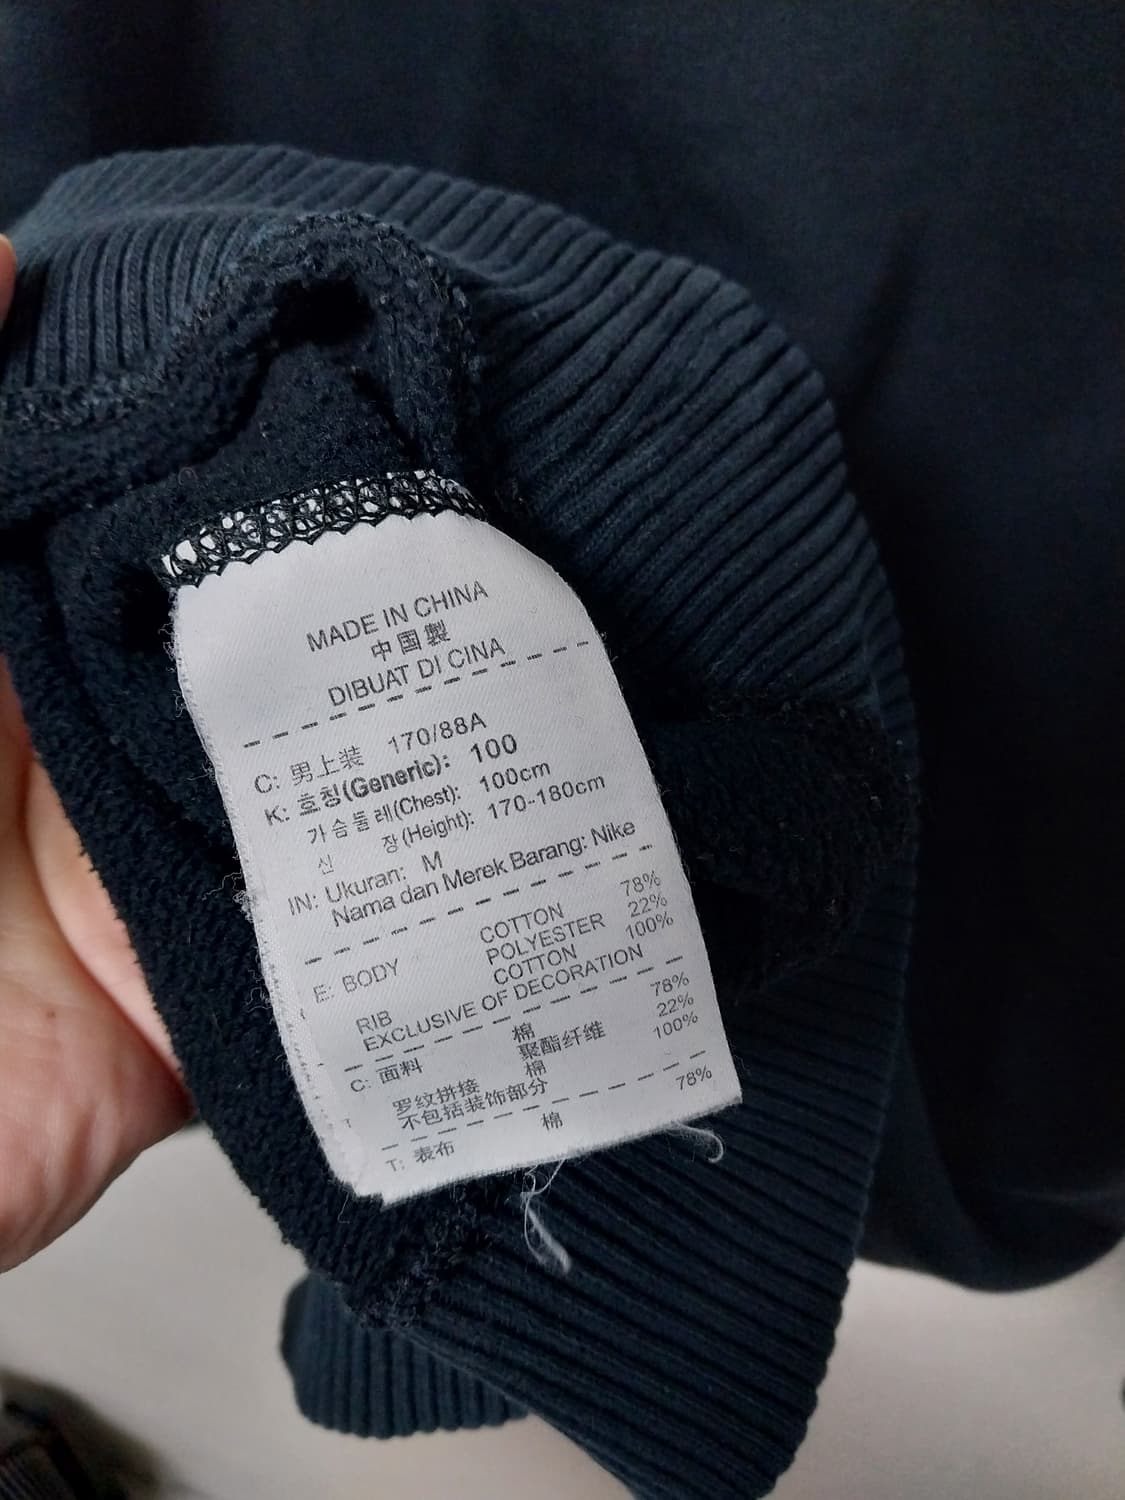 MADE IN CHINA
中国製
DIBUAT DI CINA
C: 男上装 170/88A
K: 호칭(Generic): 100
가슴둘레(Chest): 100cm
신 장(Height): 170-180cm
IN: Ukuran: M
Nama dan Merek Barang: Nike
E: BODY COTTON 78%
POLYESTER 22%
RIB COTTON 100%
EXCLUSIVE OF DECORATION
C: 面料 棉 78%
聚酯纤维 22%
罗纹拼接 棉 100%
不包括装饰部分
T: 表布 棉 78%